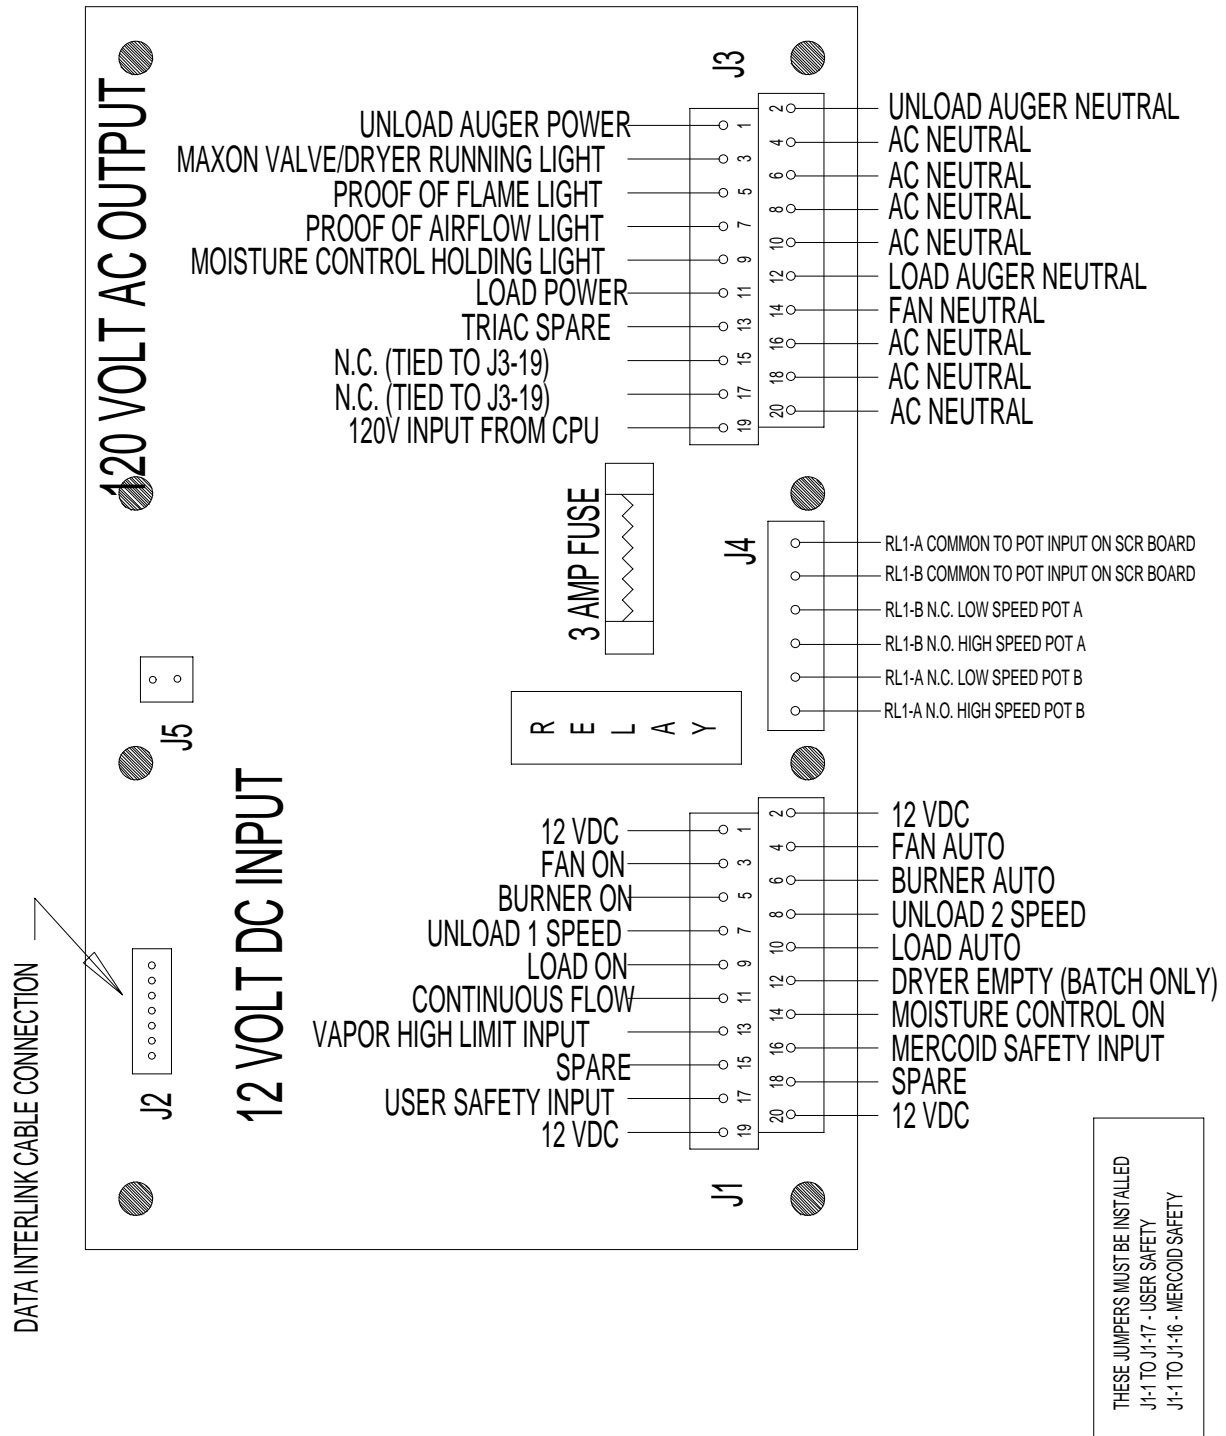 120 VOLT AC OUTPUT
J3
UNLOAD AUGER POWER 1
MAXON VALVE/DRYER RUNNING LIGHT 3
PROOF OF FLAME LIGHT 5
PROOF OF AIRFLOW LIGHT 7
MOISTURE CONTROL HOLDING LIGHT 9
LOAD POWER 11
TRIAC SPARE 13
N.C. (TIED TO J3-19) 15
N.C. (TIED TO J3-19) 17
120V INPUT FROM CPU 19
2 UNLOAD AUGER NEUTRAL
4 AC NEUTRAL
6 AC NEUTRAL
8 AC NEUTRAL
10 AC NEUTRAL
12 LOAD AUGER NEUTRAL
14 FAN NEUTRAL
16 AC NEUTRAL
18 AC NEUTRAL
20 AC NEUTRAL
3 AMP FUSE
J4
RL1-A COMMON TO POT INPUT ON SCR BOARD
RL1-B COMMON TO POT INPUT ON SCR BOARD
RL1-B N.C. LOW SPEED POT A
RL1-B N.O. HIGH SPEED POT A
RL1-A N.C. LOW SPEED POT B
RL1-A N.O. HIGH SPEED POT B
J5
RELAY
12 VOLT DC INPUT
12 VDC 1
FAN ON 3
BURNER ON 5
UNLOAD 1 SPEED 7
LOAD ON 9
CONTINUOUS FLOW 11
VAPOR HIGH LIMIT INPUT 13
SPARE 15
USER SAFETY INPUT 17
12 VDC 19
2 12 VDC
4 FAN AUTO
6 BURNER AUTO
8 UNLOAD 2 SPEED
10 LOAD AUTO
12 DRYER EMPTY (BATCH ONLY)
14 MOISTURE CONTROL ON
16 MERCOID SAFETY INPUT
18 SPARE
20 12 VDC
J1
J2
DATA INTERLINK CABLE CONNECTION
THESE JUMPERS MUST BE INSTALLED
J1-1 TO J1-17 - USER SAFETY
J1-1 TO J1-16 - MERCOID SAFETY